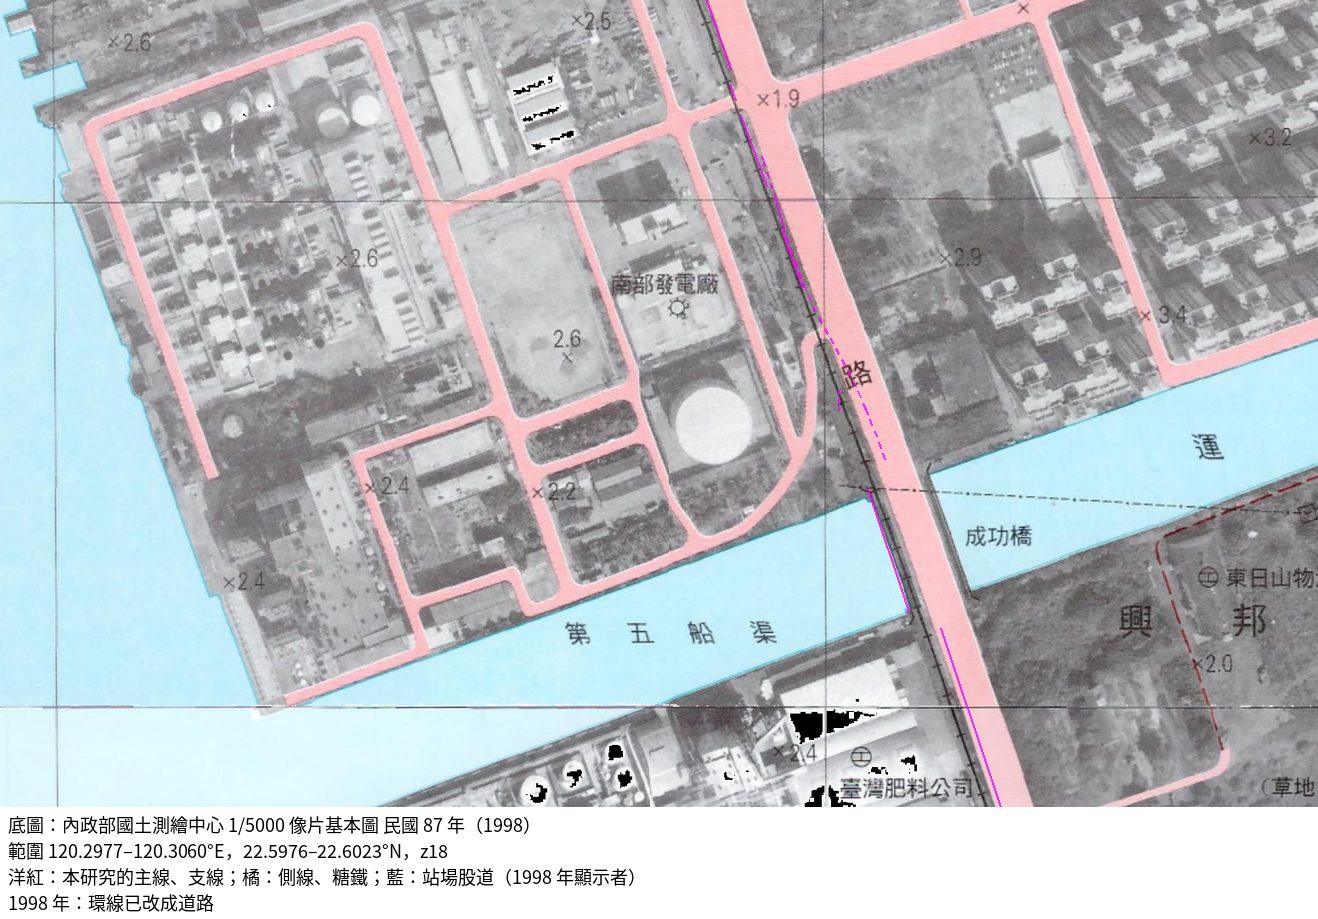 ×2.5
×2.6
×1.9
×3.2
×2.6
×2.9
南部發電廠
×3.4
2.6
路
運
×2.4
×2.2
成功橋
×2.4
東日山物
第五船渠
興邦
×2.0
×2.4
臺灣肥料公司
（草地
底圖：內政部國土測繪中心 1/5000 像片基本圖 民國 87 年（1998）
範圍 120.2977–120.3060°E，22.5976–22.6023°N，z18
洋紅：本研究的主線、支線；橘：側線、糖鐵；藍：站場股道（1998 年顯示者）
1998 年：環線已改成道路